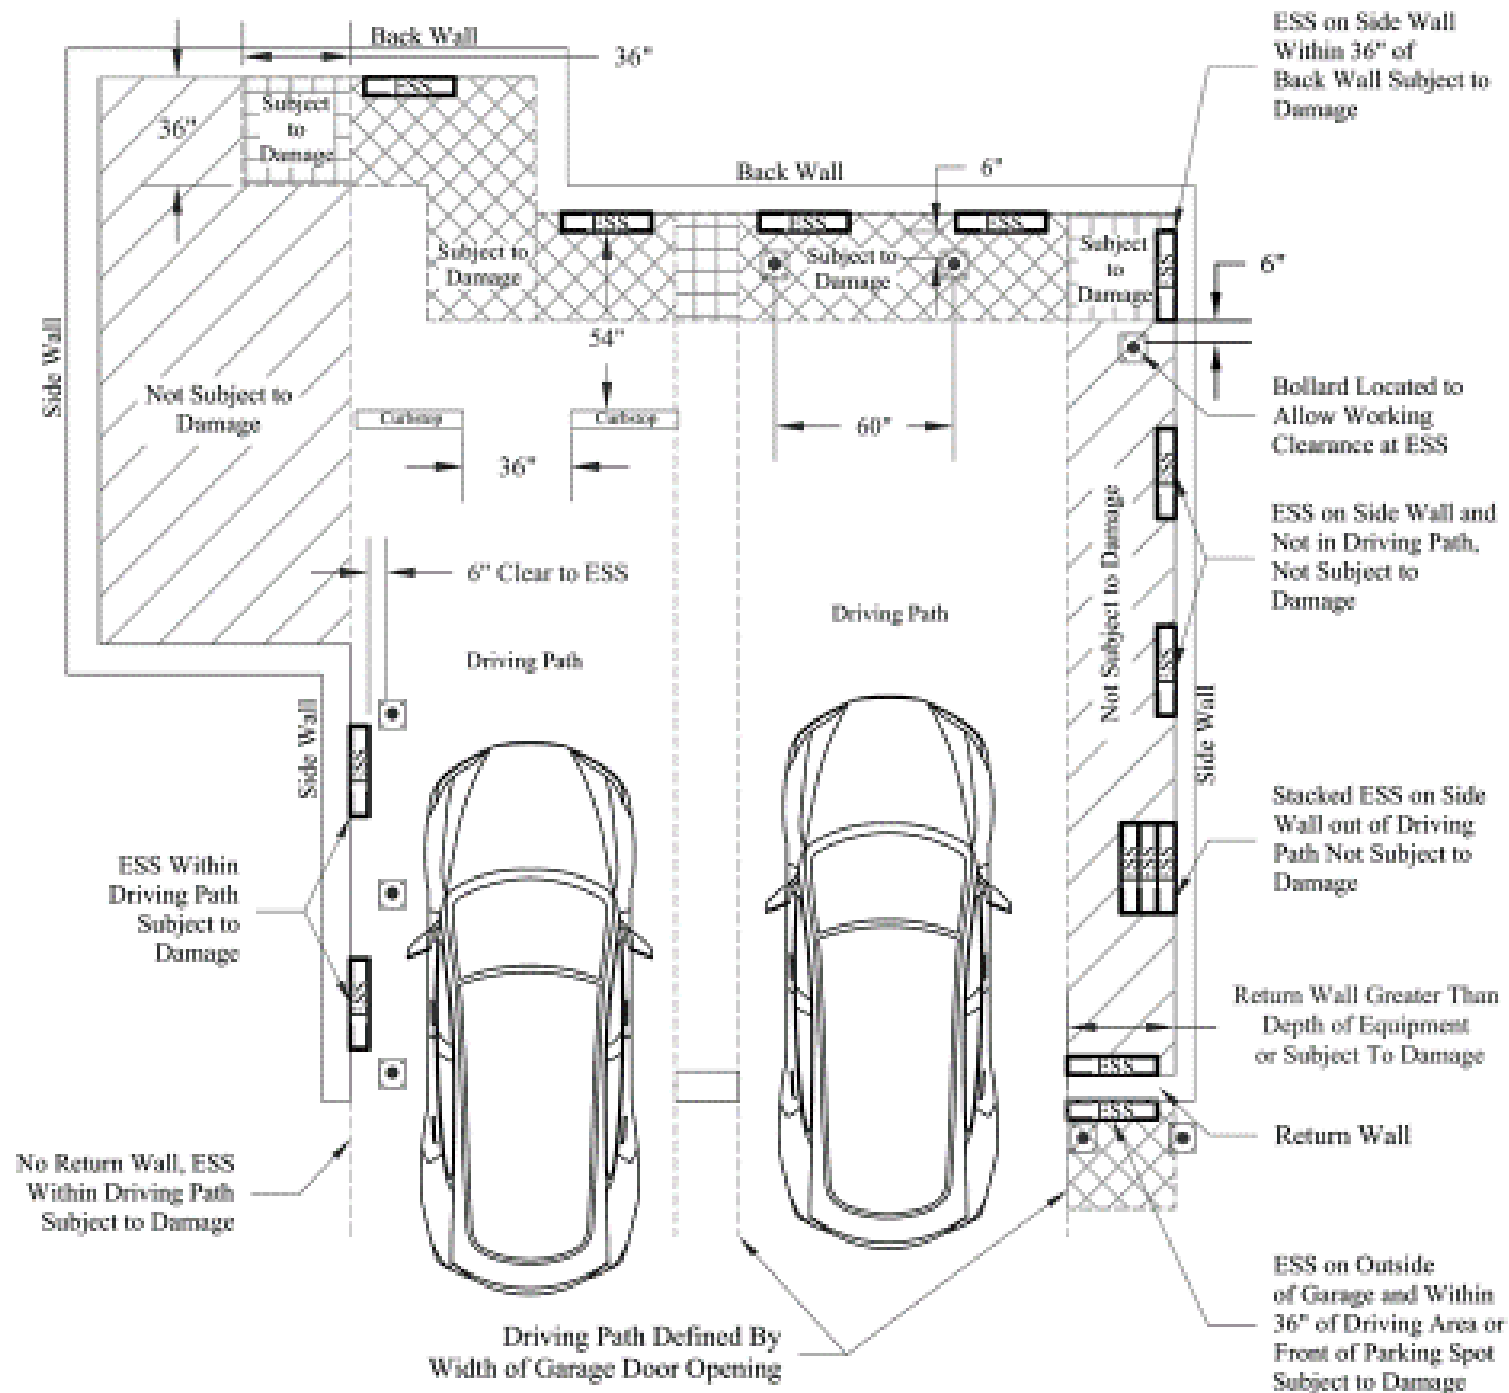 Back Wall
36"
ESS
36"
Subject
to
Damage
ESS on Side Wall
Within 36" of
Back Wall Subject to
Damage
Back Wall
6"
ESS
ESS
ESS
Subject to
Damage
Subject to
Damage
Subject
to
Damage
ESS
6"
54"
Side Wall
Not Subject to
Damage
Curbstop
Curbstop
36"
60"
Bollard Located to
Allow Working
Clearance at ESS
ESS
Not Subject to Damage
ESS on Side Wall and
Not in Driving Path,
Not Subject to
Damage
6" Clear to ESS
Driving Path
Driving Path
ESS
Side Wall
Side Wall
ESS
Stacked ESS on Side
Wall out of Driving
Path Not Subject to
Damage
ESS
ESS
ESS
ESS Within
Driving Path
Subject to
Damage
ESS
Return Wall Greater Than
Depth of Equipment
or Subject To Damage
ESS
ESS
Return Wall
No Return Wall, ESS
Within Driving Path
Subject to Damage
ESS on Outside
of Garage and Within
36" of Driving Area or
Front of Parking Spot
Subject to Damage
Driving Path Defined By
Width of Garage Door Opening